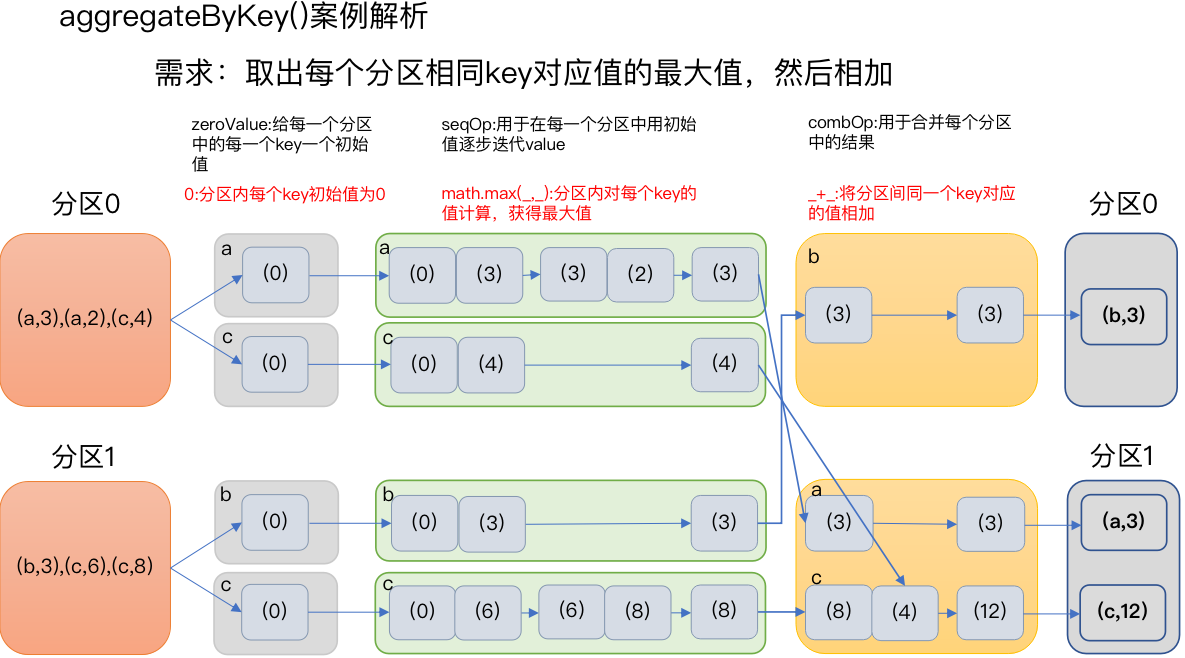 aggregateByKey()案例解析
需求：取出每个分区相同key对应值的最大值，然后相加
zeroValue:给每一个分区
中的每一个key一个初始
值
0:分区内每个key初始值为0
seqOp:用于在每一个分区中用初始
值逐步迭代value
math.max(_,_):分区内对每个key的
值计算，获得最大值
combOp:用于合并每个分区
中的结果
_+_:将分区间同一个key对应
的值相加
分区0
分区0
(a,3),(a,2),(c,4)
a
(0)
a
(0)
(3)
(3)
(2)
(3)
c
(0)
c
(0)
(4)
(4)
b
(3)
(3)
(b,3)
分区1
分区1
(b,3),(c,6),(c,8)
b
(0)
b
(0)
(3)
(3)
c
(0)
c
(0)
(6)
(6)
(8)
(8)
a
(3)
(3)
(a,3)
c
(8)
(4)
(12)
(c,12)